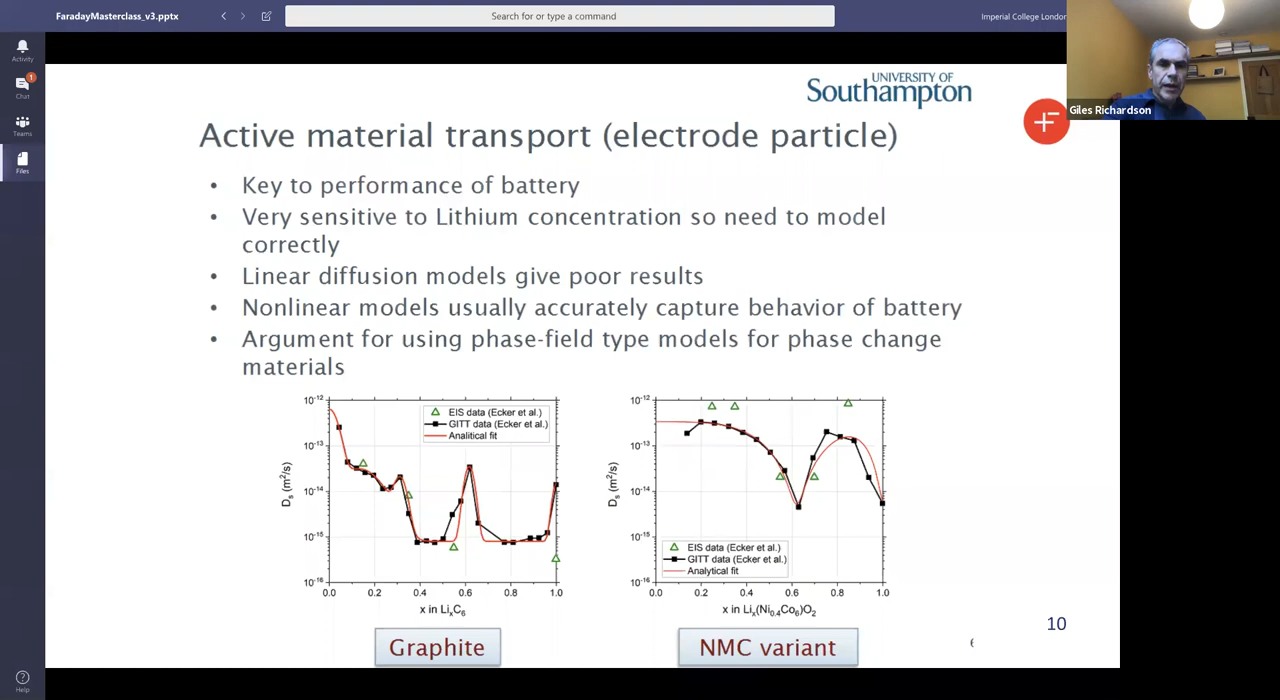 FaradayMasterclass_v3.pptx
Search for or type a command
Imperial College London
Activity
1
Chat
Teams
Files
Help
Giles Richardson
UNIVERSITY OF
Southampton
Active material transport (electrode particle)
• Key to performance of battery
• Very sensitive to Lithium concentration so need to model
correctly
• Linear diffusion models give poor results
• Nonlinear models usually accurately capture behavior of battery
• Argument for using phase-field type models for phase change
materials
10⁻¹²
10⁻¹³
10⁻¹⁴
10⁻¹⁵
10⁻¹⁶
Dₛ (m²/s)
EIS data (Ecker et al.)
GITT data (Ecker et al.)
Analitical fit
0.0 0.2 0.4 0.6 0.8 1.0
x in LiₓC₆
Graphite
10⁻¹²
10⁻¹³
10⁻¹⁴
10⁻¹⁵
10⁻¹⁶
Dₛ (m²/s)
EIS data (Ecker et al.)
GITT data (Ecker et al.)
Analytical fit
0.0 0.2 0.4 0.6 0.8 1.0
x in Liₓ(Ni₀.₄Co₆)O₂
NMC variant
10